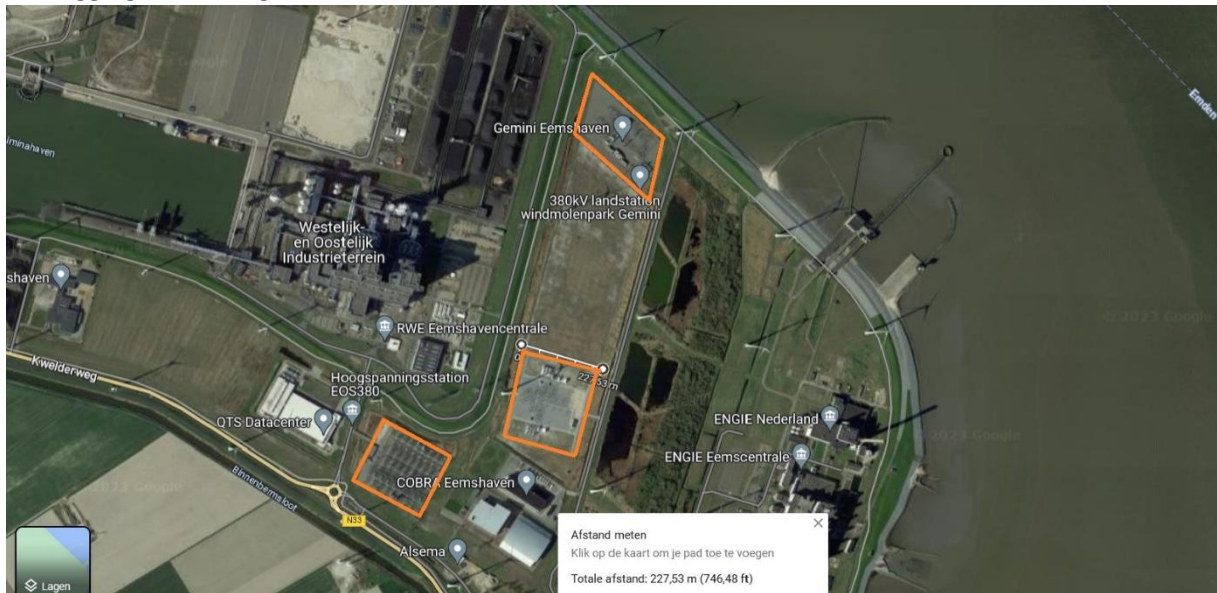 Gemini Eemshaven
380kV landstation
windmolenpark Gemini
Westelijk-
en Oostelijk
Industrieterrein
shaven
RWE Eemshavencentrale
0
227,53 m
Kwelderweg
Hoogspanningsstation
EOS380
QTS Datacenter
ENGIE Nederland
ENGIE Eemscentrale
COBRA Eemshaven
Binnenbermsloot
N33
Alsema
Emden
© 2023 Google
2023 Google
2023 Google
Lagen
Afstand meten
Klik op de kaart om je pad toe te voegen
Totale afstand: 227,53 m (746,48 ft)